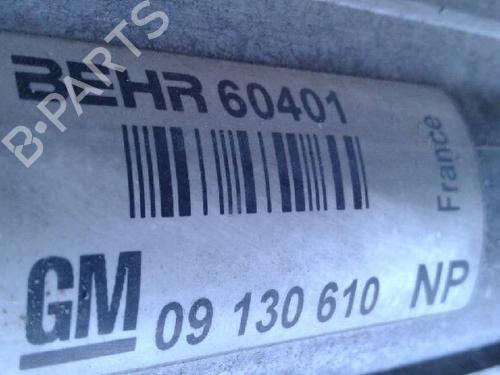 BEHR 60401
France
GM 09 130 610 NP
B-PARTS